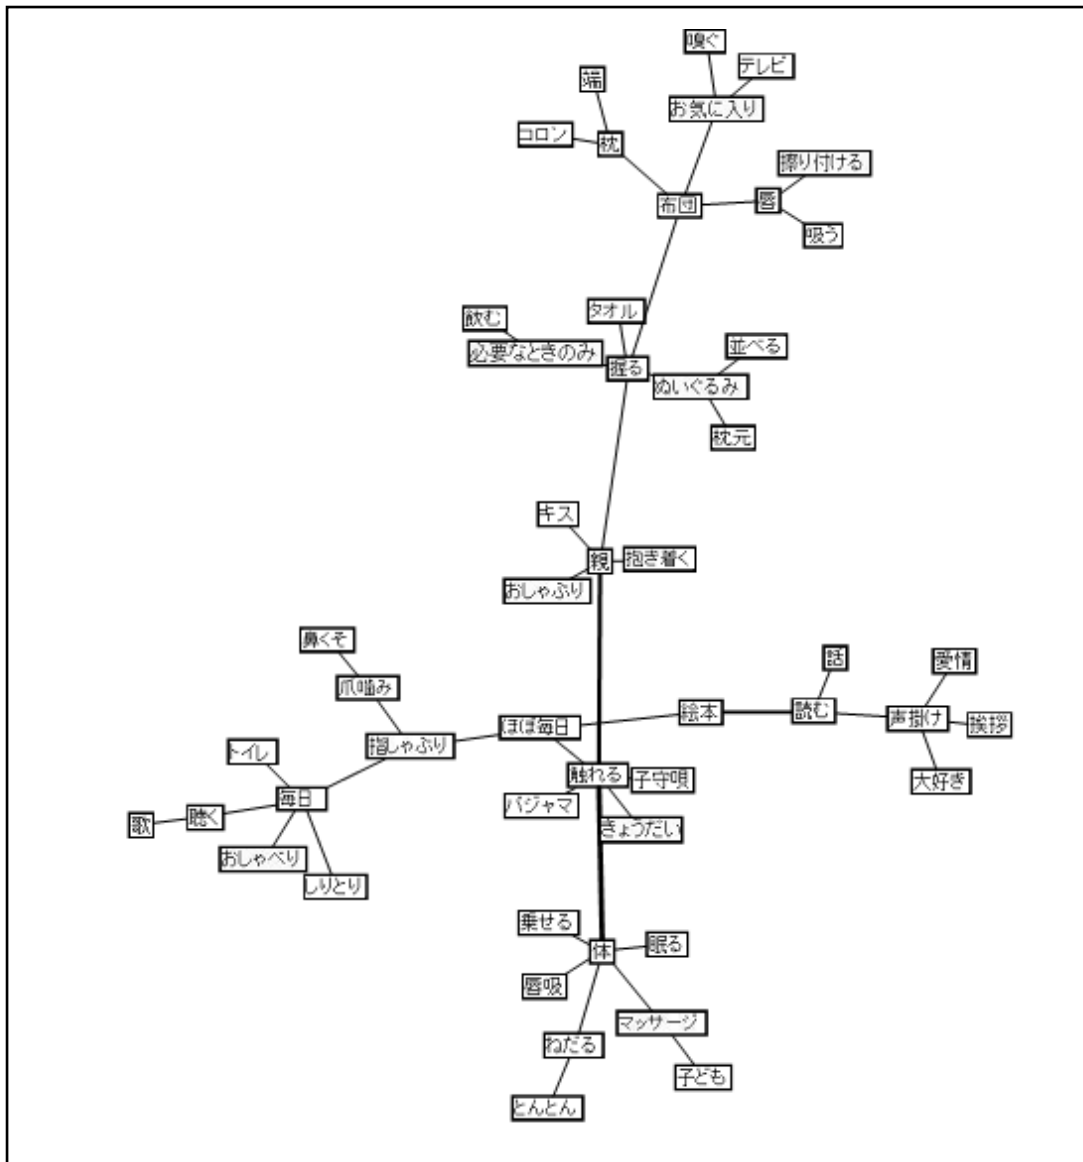 嗅ぐ
テレビ
端
お気に入り
コロン
枕
擦り付ける
布団
唇
吸う
タオル
飲む
並べる
必要なときのみ
握る
ぬいぐるみ
枕元
キス
親
抱き着く
おしゃぶり
鼻くそ
話
愛情
爪噛み
絵本
読む
声掛け
挨拶
ほぼ毎日
指しゃぶり
トイレ
触れる
子守唄
大好き
毎日
パジャマ
聴く
歌
きょうだい
おしゃべり
しりとり
乗せる
眠る
体
唇吸
マッサージ
ねだる
子ども
とんとん